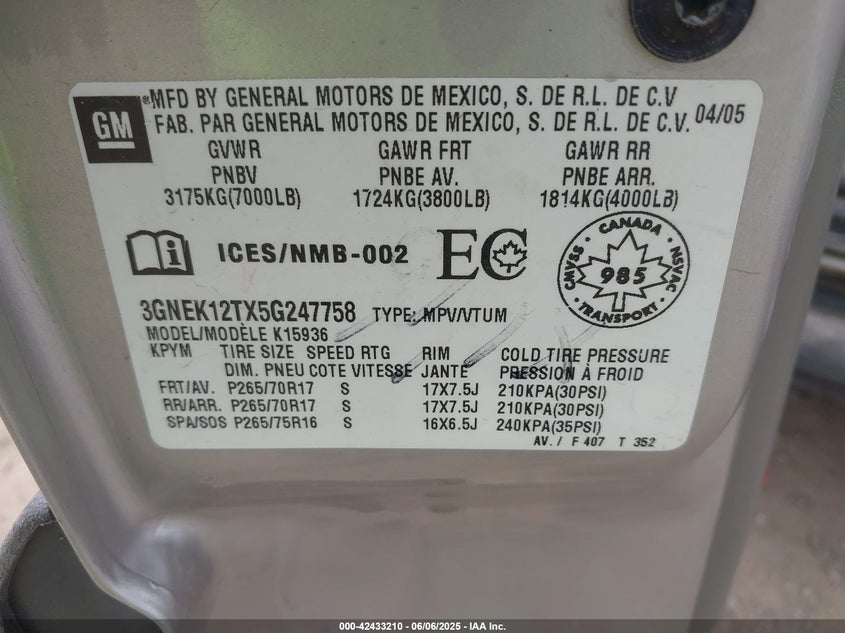 GM
®MFD BY GENERAL MOTORS DE MEXICO, S. DE R.L. DE C.V
FAB. PAR GENERAL MOTORS DE MEXICO, S. DE R.L. DE C.V. 04/05
GVWR GAWR FRT GAWR RR
PNBV PNBE AV. PNBE ARR.
3175KG(7000LB) 1724KG(3800LB) 1814KG(4000LB)
i ICES/NMB-002 EC
CANADA
CMVSS 985 NSVAC
TRANSPORT
3GNEK12TX5G247758 TYPE: MPV/VTUM
MODEL/MODÈLE K15936
KPYM TIRE SIZE SPEED RTG RIM COLD TIRE PRESSURE
DIM. PNEU COTE VITESSE JANTE PRESSION À FROID
FRT/AV. P265/70R17 S 17X7.5J 210KPA(30PSI)
RR/ARR. P265/70R17 S 17X7.5J 210KPA(30PSI)
SPA/SOS P265/75R16 S 16X6.5J 240KPA(35PSI)
AV. / F 407 T 352
000-42433210 - 06/06/2025 - IAA Inc.